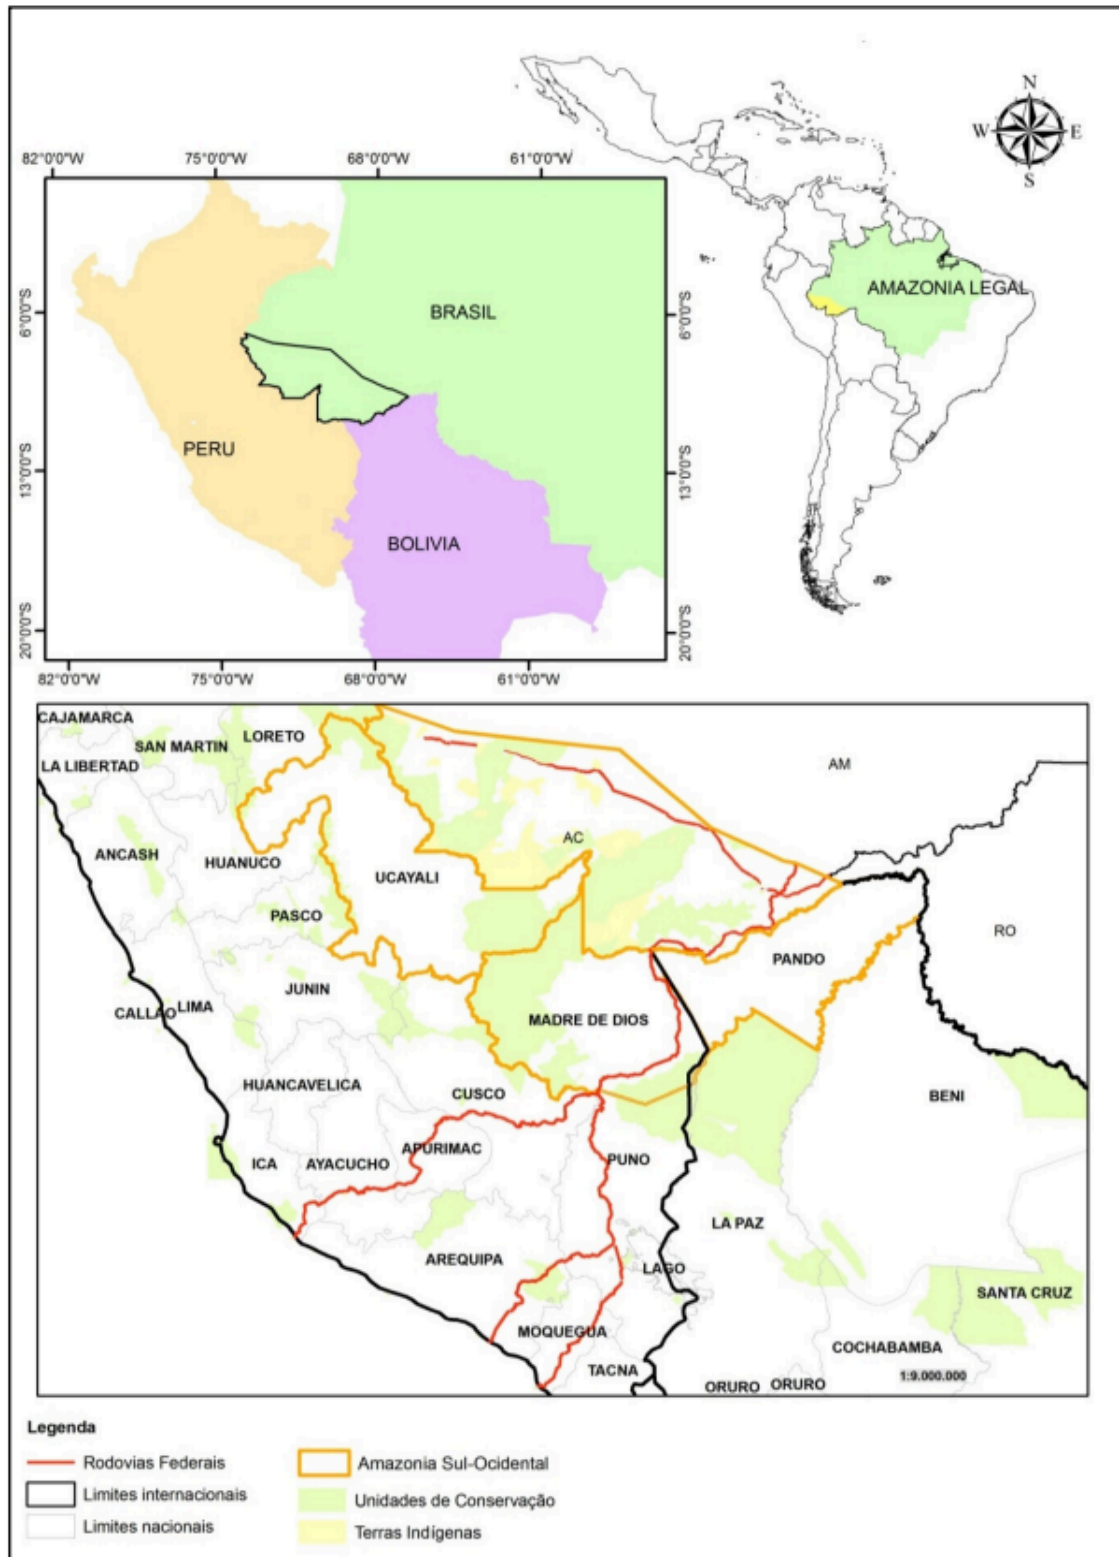 N
W E
S
82°0'0"W 75°0'0"W 68°0'0"W 61°0'0"W
6°0'0"S
6°0'0"S
BRASIL
AMAZONIA LEGAL
PERU
13°0'0"S
13°0'0"S
BOLIVIA
20°0'0"S
20°0'0"S
82°0'0"W 75°0'0"W 68°0'0"W 61°0'0"W
CAJAMARCA
LORETO
SAN MARTIN
LA LIBERTAD
AM
AC
ANCASH
HUANUCO
UCAYALI
PASCO
RO
PANDO
JUNIN
CALLAO LIMA
MADRE DE DIOS
HUANCAVELICA
CUSCO
BENI
APURIMAC
ICA AYACUCHO
PUNO
LA PAZ
AREQUIPA
LAGO
SANTA CRUZ
MOQUEGUA
COCHABAMBA
TACNA
1:9.000.000
ORURO ORURO
Legenda
Rodovias Federais
Limites internacionais
Limites nacionais
Amazonia Sul-Ocidental
Unidades de Conservação
Terras Indígenas